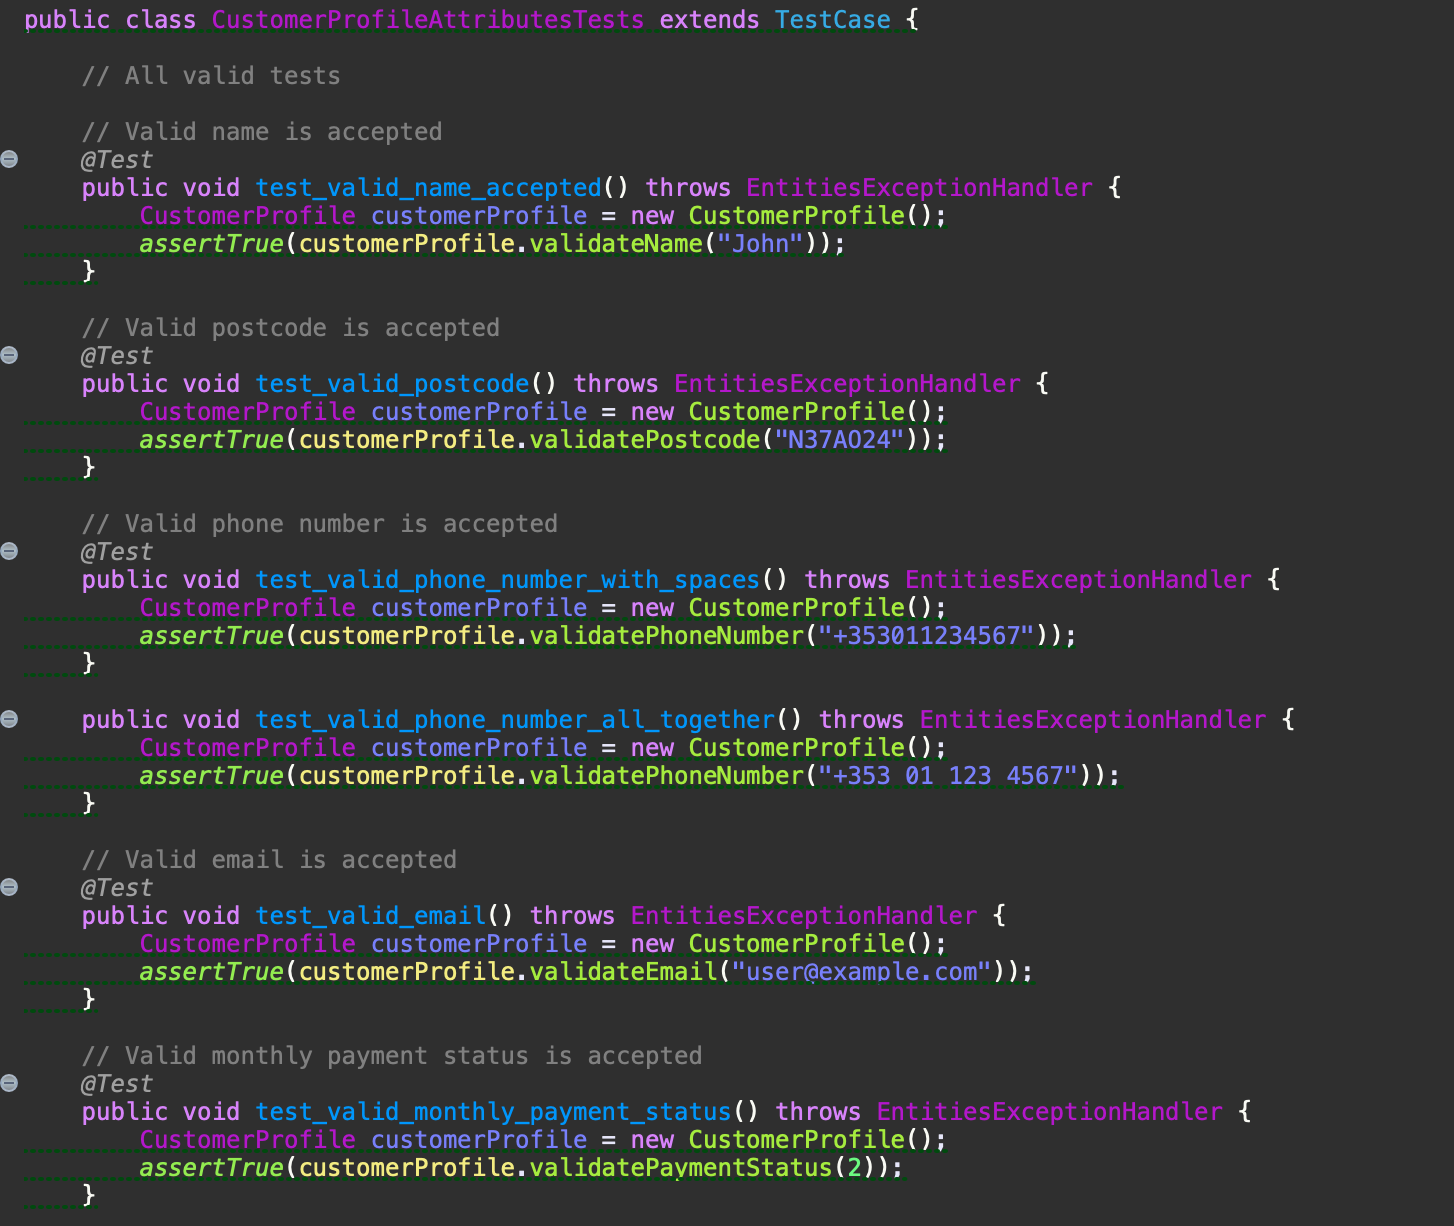 public class CustomerProfileAttributesTests extends TestCase {
// All valid tests
// Valid name is accepted
@Test
public void test_valid_name_accepted() throws EntitiesExceptionHandler {
CustomerProfile customerProfile = new CustomerProfile();
assertTrue(customerProfile.validateName("John"));
}
// Valid postcode is accepted
@Test
public void test_valid_postcode() throws EntitiesExceptionHandler {
CustomerProfile customerProfile = new CustomerProfile();
assertTrue(customerProfile.validatePostcode("N37AO24"));
}
// Valid phone number is accepted
@Test
public void test_valid_phone_number_with_spaces() throws EntitiesExceptionHandler {
CustomerProfile customerProfile = new CustomerProfile();
assertTrue(customerProfile.validatePhoneNumber("+353011234567"));
}
public void test_valid_phone_number_all_together() throws EntitiesExceptionHandler {
CustomerProfile customerProfile = new CustomerProfile();
assertTrue(customerProfile.validatePhoneNumber("+353 01 123 4567"));
}
// Valid email is accepted
@Test
public void test_valid_email() throws EntitiesExceptionHandler {
CustomerProfile customerProfile = new CustomerProfile();
assertTrue(customerProfile.validateEmail("user@example.com"));
}
// Valid monthly payment status is accepted
@Test
public void test_valid_monthly_payment_status() throws EntitiesExceptionHandler {
CustomerProfile customerProfile = new CustomerProfile();
assertTrue(customerProfile.validatePaymentStatus(2));
}